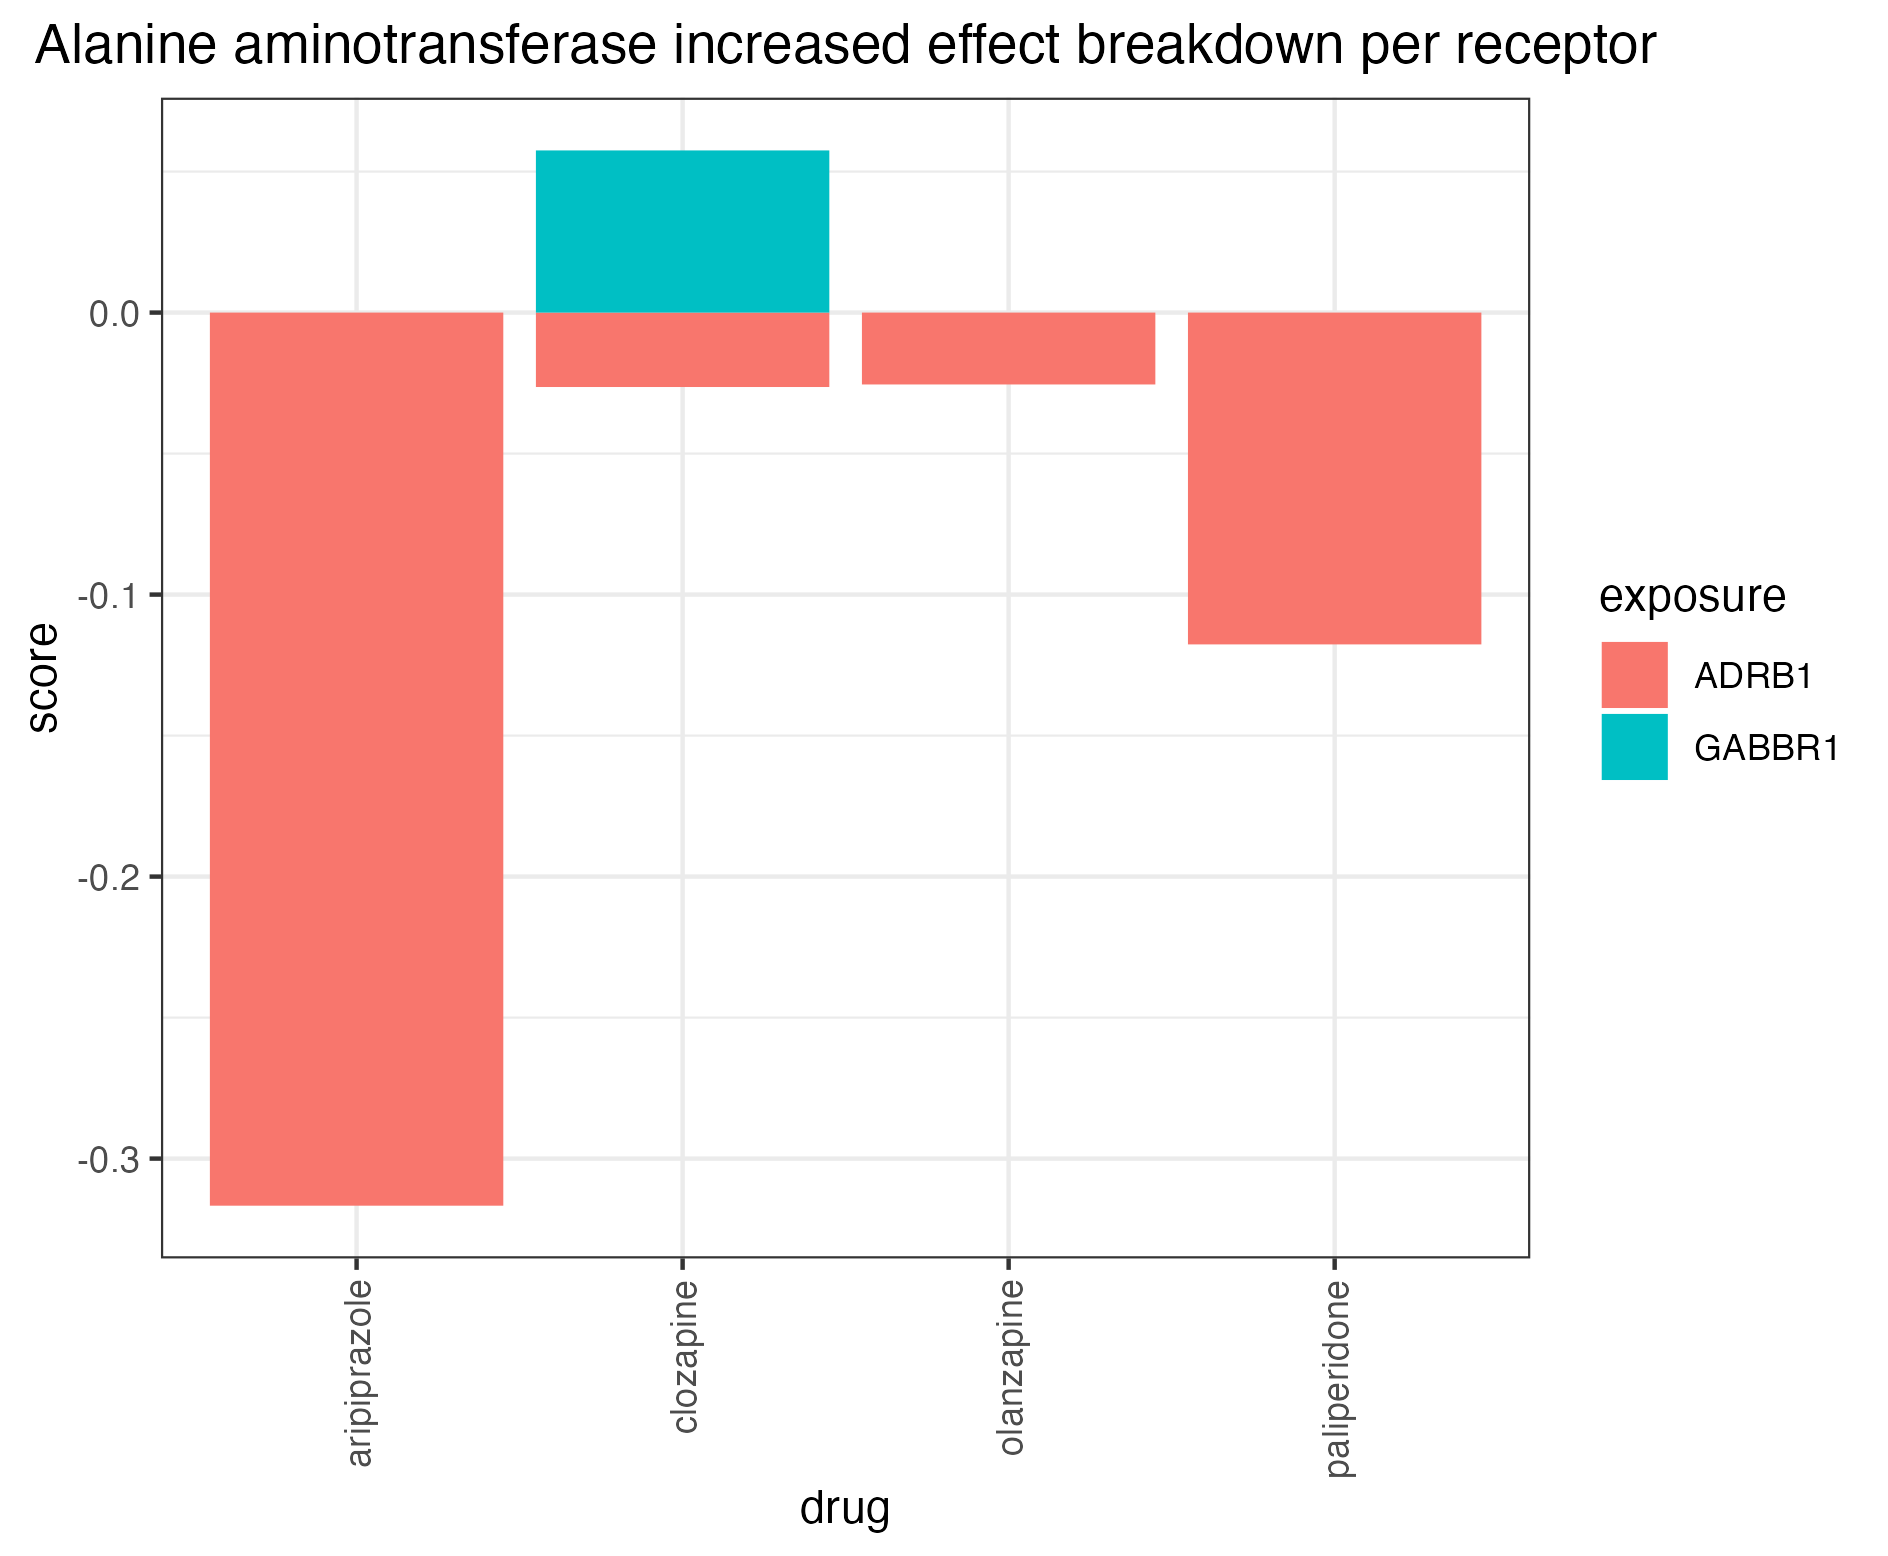 Alanine aminotransferase increased effect breakdown per receptor
score
0.0
-0.1
-0.2
-0.3
aripiprazole
clozapine
olanzapine
paliperidone
drug
exposure
ADRB1
GABBR1